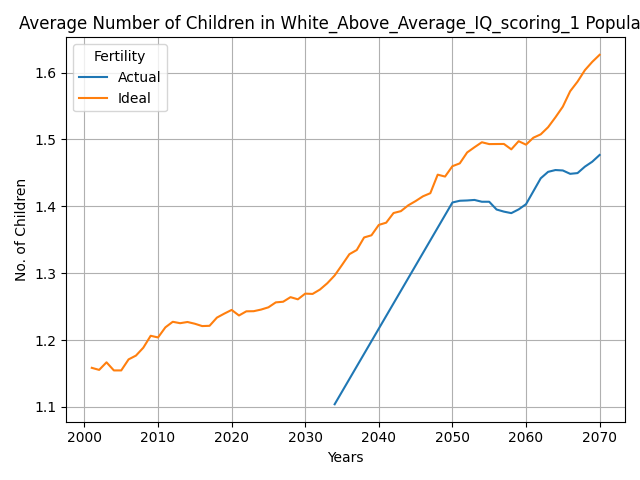 Average Number of Children in White_Above_Average_IQ_scoring_1 Popula
Fertility
Actual
Ideal
1.6
1.5
1.4
1.3
1.2
1.1
No. of Children
2000 2010 2020 2030 2040 2050 2060 2070
Years